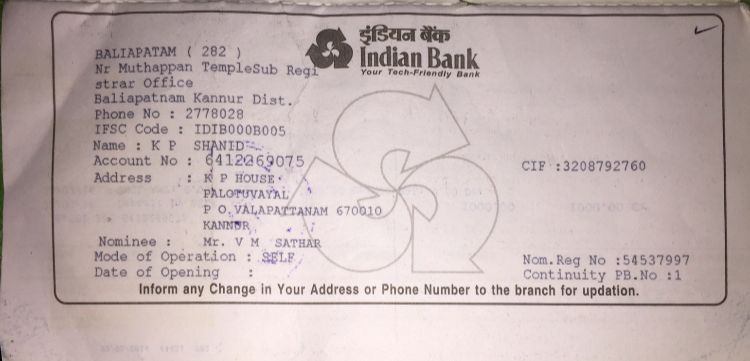 इंडियन बैंक
Indian Bank
Your Tech-Friendly Bank
BALIAPATAM ( 282 )
Nr Muthappan TempleSub Regi
strar Office
Baliapatnam Kannur Dist.
Phone No : 2778028
IFSC Code : IDIB000B005
Name : K P SHANID
Account No : 6412269075
CIF :3208792760
Address : K P HOUSE
PALOTUVAYAL
P O VALAPATTANAM 670010
KANNUR
Nominee : Mr. V M SATHAR
Mode of Operation : SELF
Nom.Reg No :54537997
Date of Opening :
Continuity PB.No :1
Inform any Change in Your Address or Phone Number to the branch for updation.